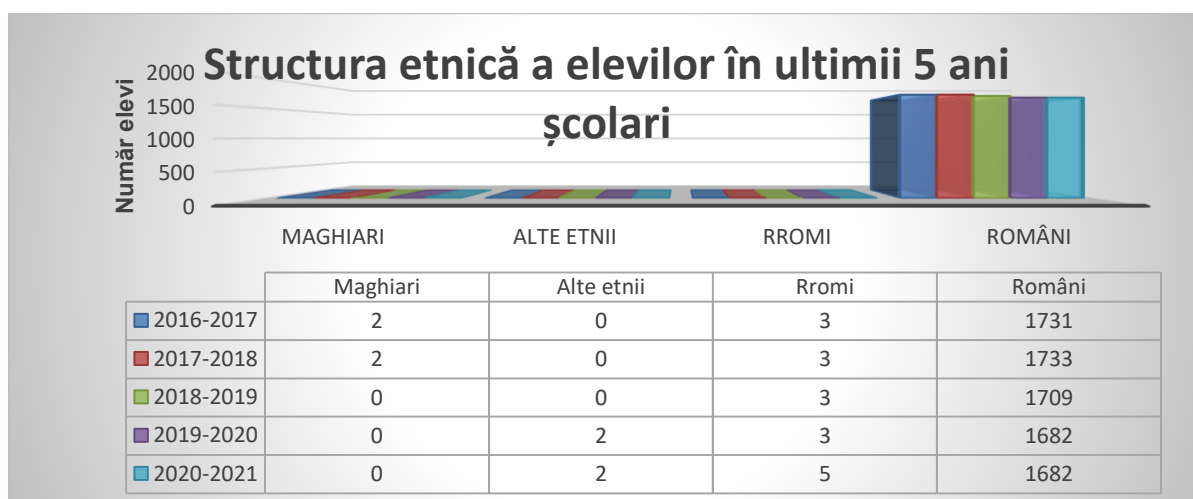 Structura etnică a elevilor în ultimii 5 ani
școlari
Număr elevi
2000
1500
1000
500
0
MAGHIARI ALTE ETNII RROMI ROMÂNI
Maghiari Alte etnii Rromi Români
2016-2017 2 0 3 1731
2017-2018 2 0 3 1733
2018-2019 0 0 3 1709
2019-2020 0 2 3 1682
2020-2021 0 2 5 1682